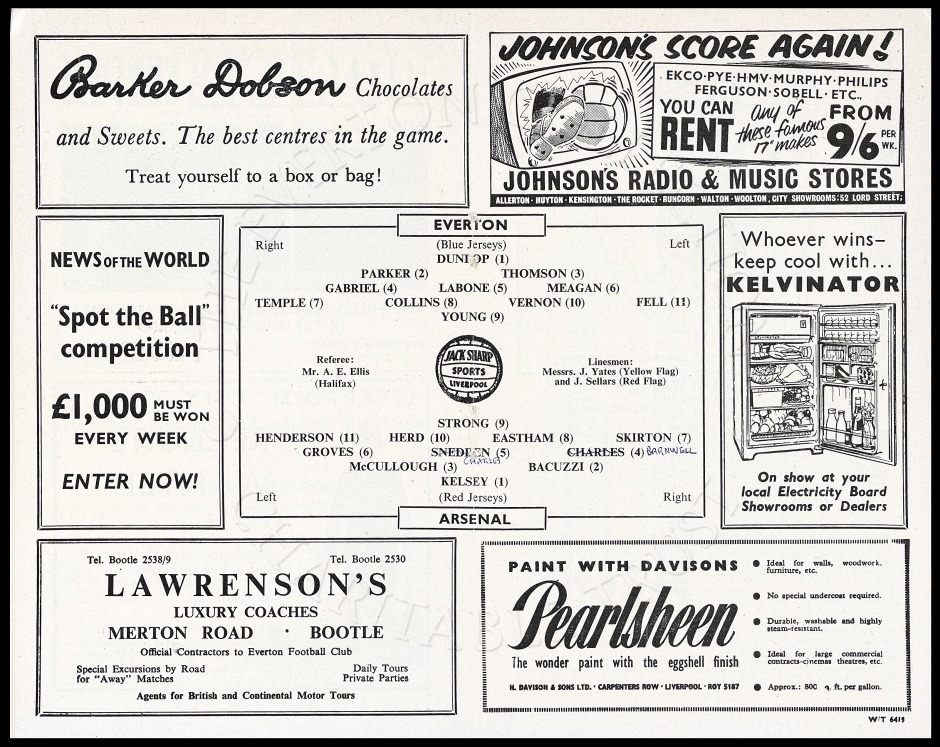 Barker Dobson Chocolates
and Sweets. The best centres in the game.
Treat yourself to a box or bag!
JOHNSON'S SCORE AGAIN!
EKCO·PYE·HMV·MURPHY·PHILIPS
FERGUSON·SOBELL·ETC.,
YOU CAN
RENT
any of
these famous
17" makes
FROM
9/6 PER WK.
JOHNSON'S RADIO & MUSIC STORES
ALLERTON · HUYTON · KENSINGTON · THE ROCKET · RUNCORN · WALTON · WOOLTON, CITY SHOWROOMS: 52 LORD STREET;
NEWS OF THE WORLD
"Spot the Ball"
competition
£1,000 MUST BE WON
EVERY WEEK
ENTER NOW!
EVERTON
Right (Blue Jerseys) Left
DUNLOP (1)
PARKER (2) THOMSON (3)
GABRIEL (4) LABONE (5) MEAGAN (6)
TEMPLE (7) COLLINS (8) VERNON (10) FELL (11)
YOUNG (9)
Referee:
Mr. A. E. Ellis
(Halifax)
JACK SHARP
SPORTS
LIVERPOOL
Linesmen:
Messrs. J. Yates (Yellow Flag)
and J. Sellars (Red Flag)
STRONG (9)
HENDERSON (11) HERD (10) EASTHAM (8) SKIRTON (7)
GROVES (6) SNEDDEN (5) CHARLES (4) BARNWELL
CHARLES
McCULLOUGH (3) BACUZZI (2)
KELSEY (1)
Left (Red Jerseys) Right
ARSENAL
Whoever wins–
keep cool with...
KELVINATOR
KELVINATOR
On show at your
local Electricity Board
Showrooms or Dealers
Tel. Bootle 2538/9 Tel. Bootle 2530
LAWRENSON'S
LUXURY COACHES
MERTON ROAD · BOOTLE
Official Contractors to Everton Football Club
Special Excursions by Road
for "Away" Matches
Daily Tours
Private Parties
Agents for British and Continental Motor Tours
PAINT WITH DAVISONS
Pearlsheen
The wonder paint with the eggshell finish
N. DAVISON & SONS LTD. · CARPENTERS ROW · LIVERPOOL · ROY 5187
● Ideal for walls, woodwork, furniture, etc.
● No special undercoat required.
● Durable, washable and highly steam-resistant.
● Ideal for large commercial contracts-cinemas theatres, etc.
● Approx.: 800 ft. per gallon.
W/T 6419